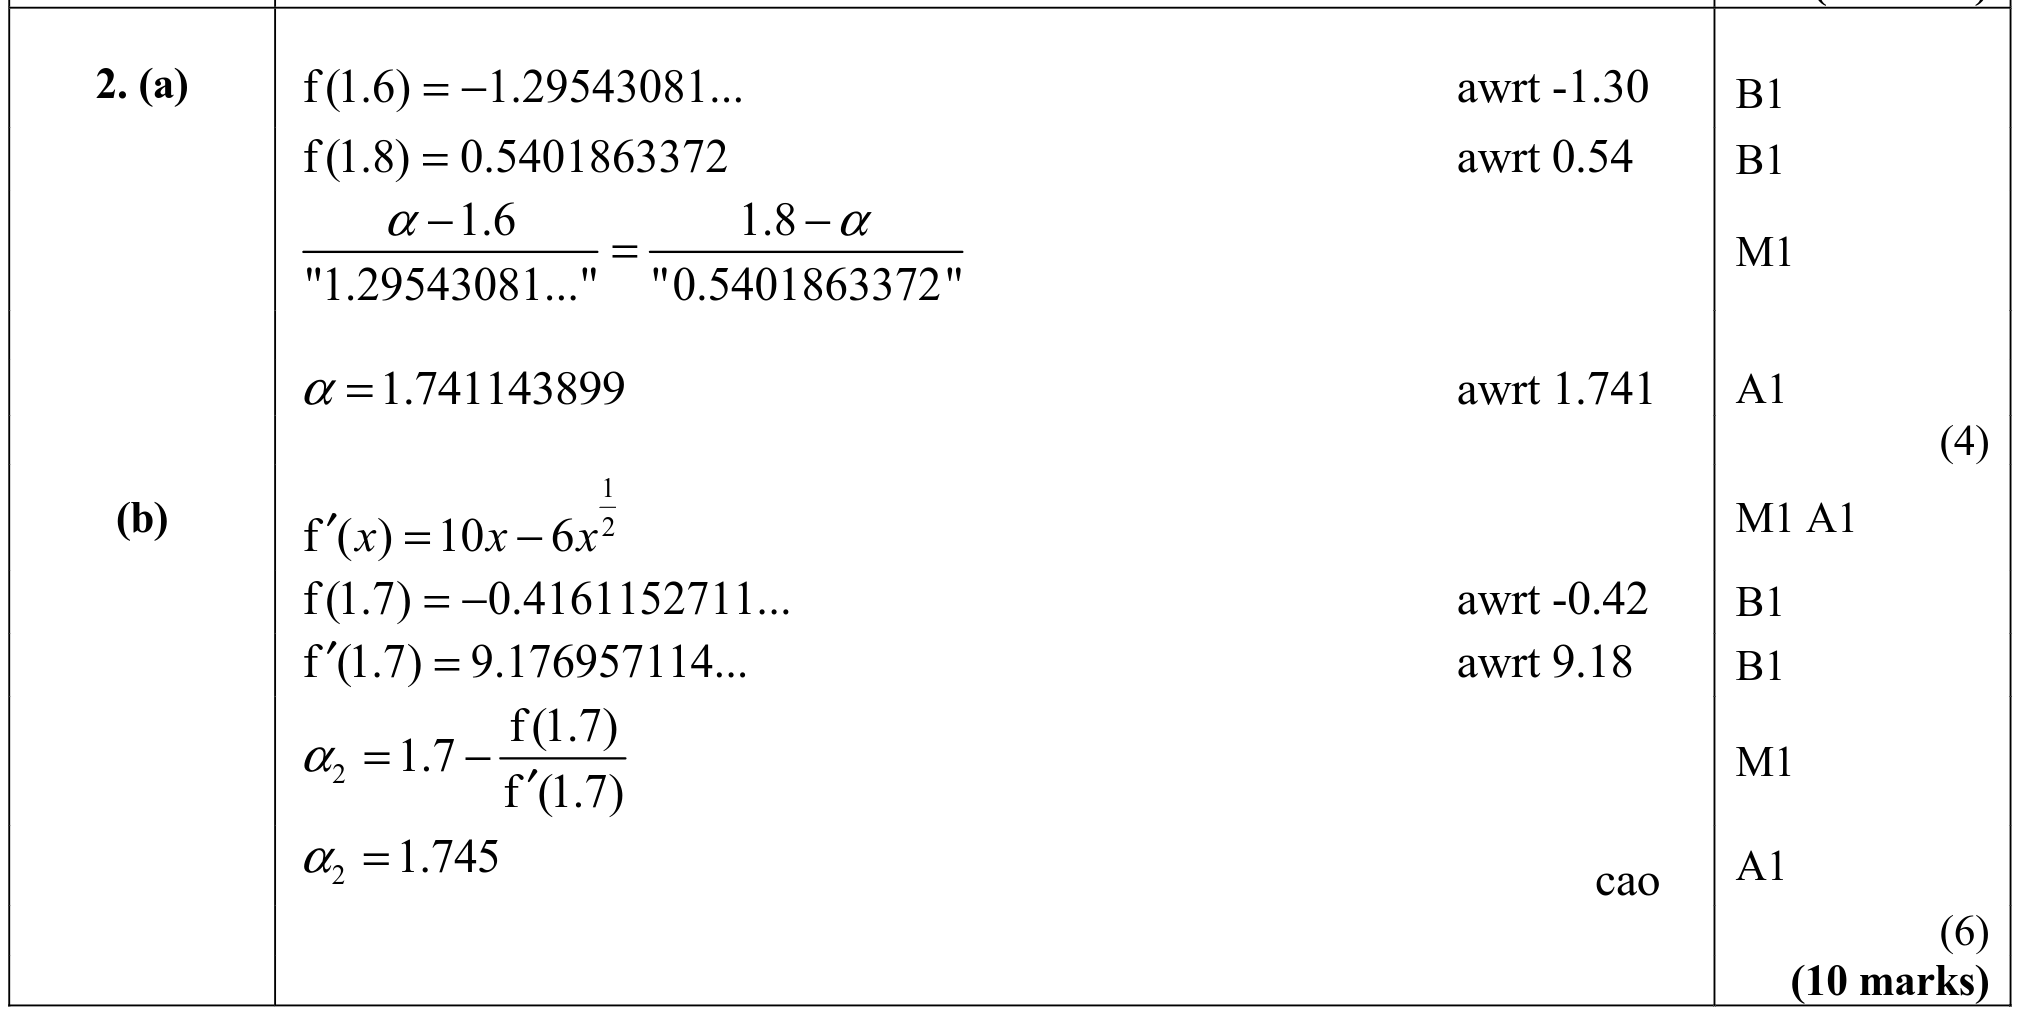 2. (a) f(1.6) = −1.29543081... awrt -1.30 B1
f(1.8) = 0.5401863372 awrt 0.54 B1
(α − 1.6)/"1.29543081..." = (1.8 − α)/"0.5401863372" M1
α = 1.741143899 awrt 1.741 A1
(4)
(b) f′(x) = 10x − 6x^(1/2) M1 A1
f(1.7) = −0.4161152711... awrt -0.42 B1
f′(1.7) = 9.176957114... awrt 9.18 B1
α₂ = 1.7 − f(1.7)/f′(1.7) M1
α₂ = 1.745 cao A1
(6)
(10 marks)